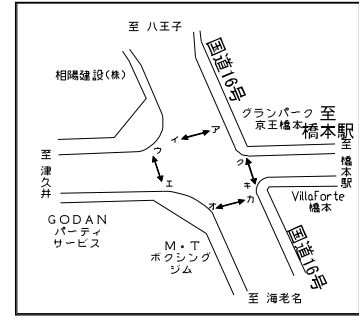 至 八王子
国道16号
相陽建設(株)
グランパーク
京王橋本
至
橋本駅
ア
イ
ウ
ク
至 津久井
至 橋本駅
エ
キ
カ
オ
VillaForte
橋本
GODAN
パーティ
サービス
M・T
ボクシング
ジム
国道16号
至 海老名